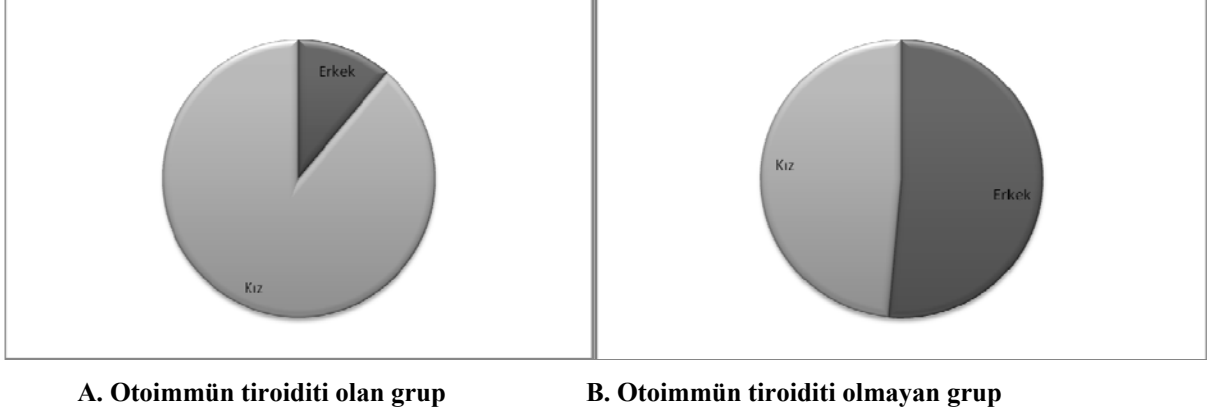 Erkek
Kız
Kız
Erkek
A. Otoimmün tiroiditi olan grup
B. Otoimmün tiroiditi olmayan grup